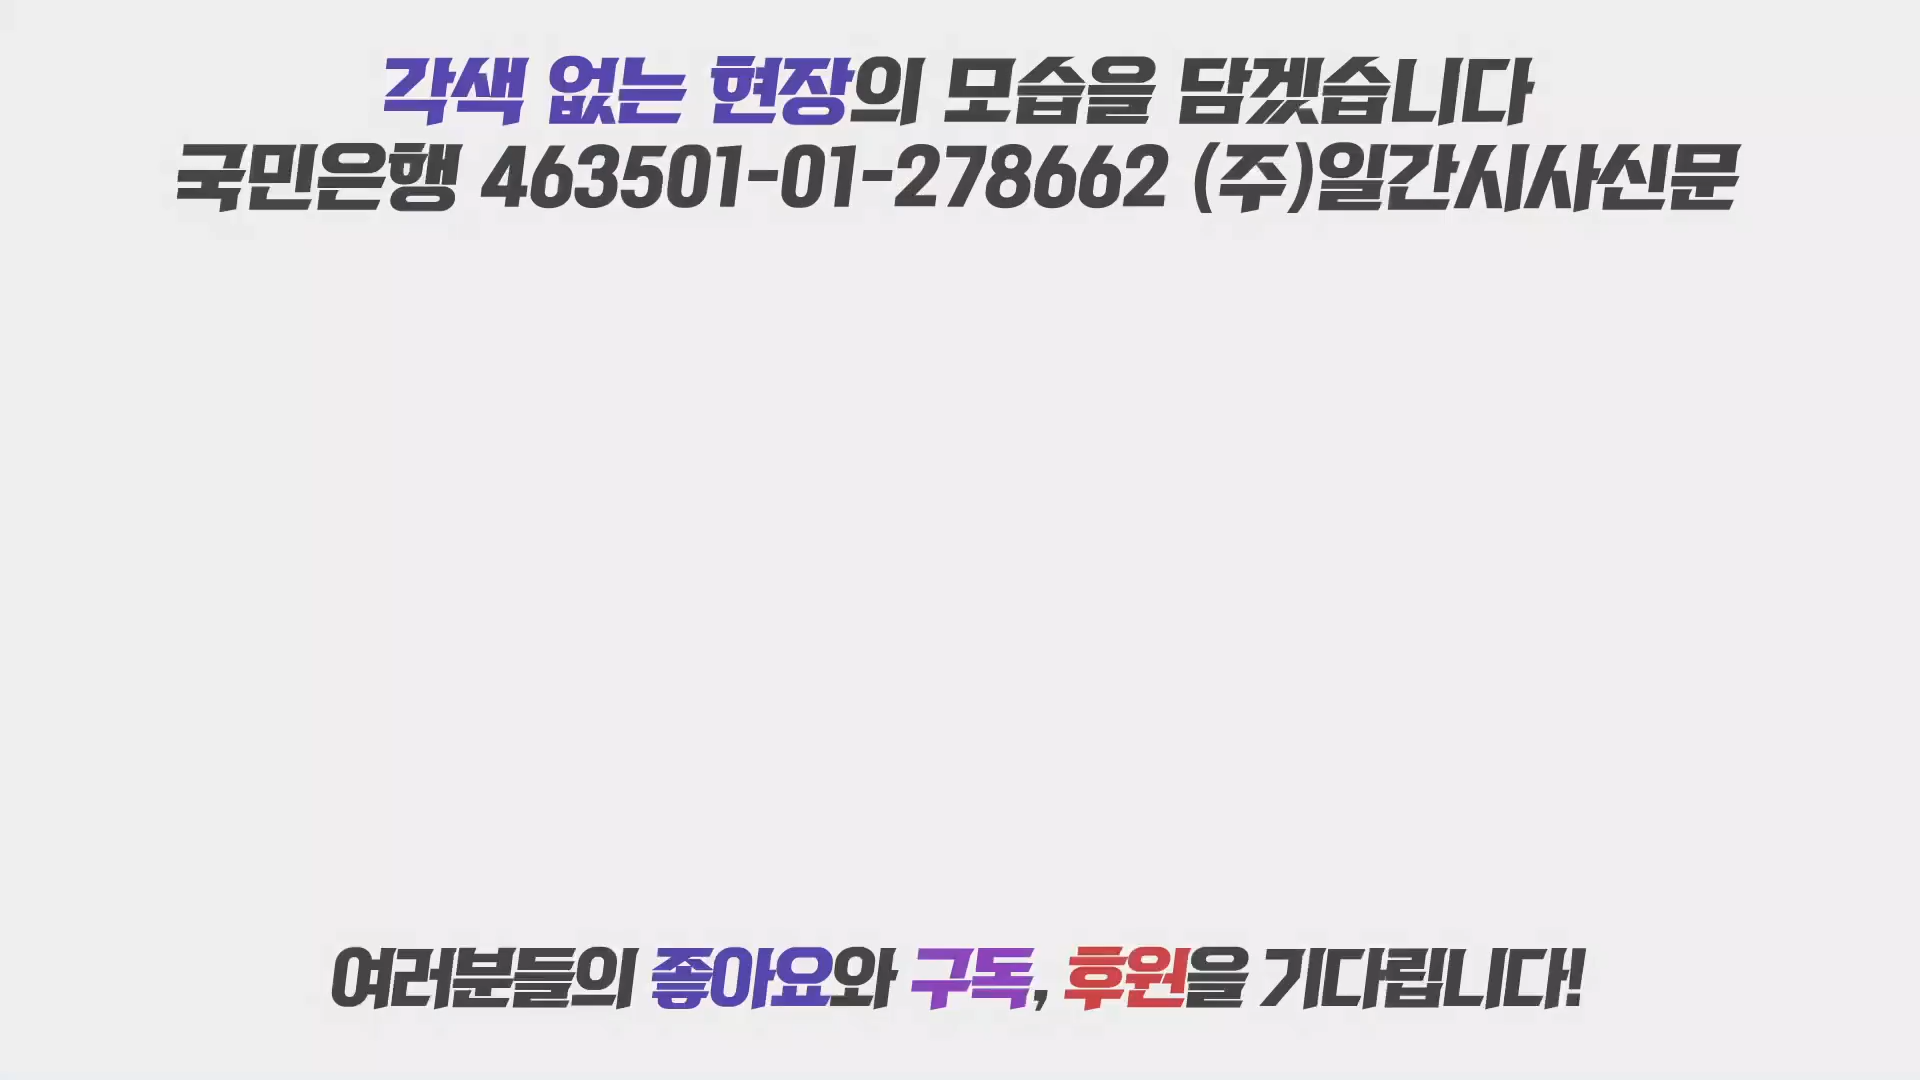 각색 없는 현장의 모습을 담겠습니다
국민은행 463501-01-278662 (주)일간시사신문
여러분들의 좋아요와 구독, 후원을 기다립니다!